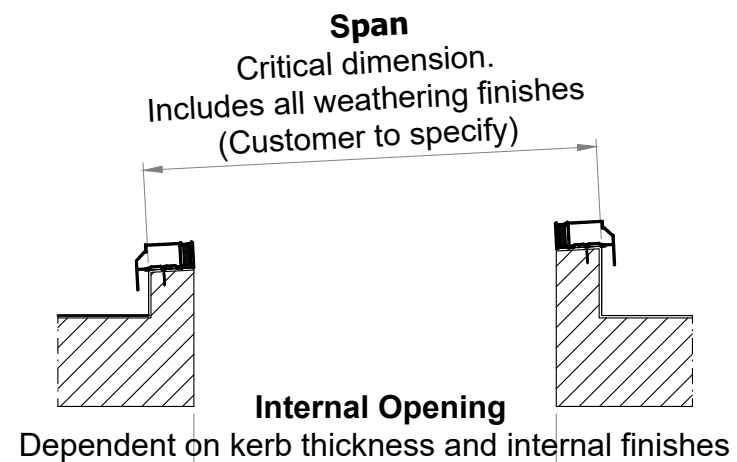 Span
Critical dimension.
Includes all weathering finishes
(Customer to specify)
Internal Opening
Dependent on kerb thickness and internal finishes